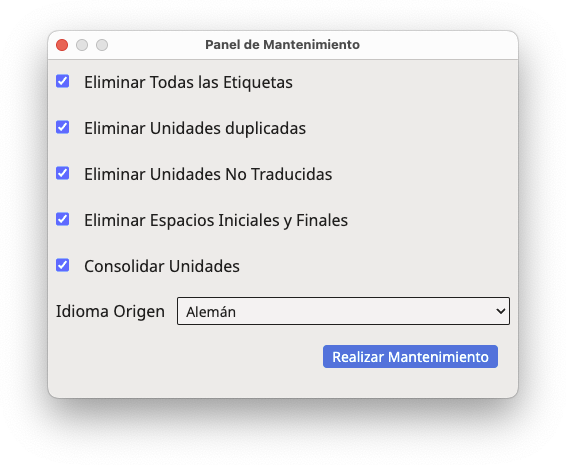 Panel de Mantenimiento
Eliminar Todas las Etiquetas
Eliminar Unidades duplicadas
Eliminar Unidades No Traducidas
Eliminar Espacios Iniciales y Finales
Consolidar Unidades
Idioma Origen Alemán
Realizar Mantenimiento